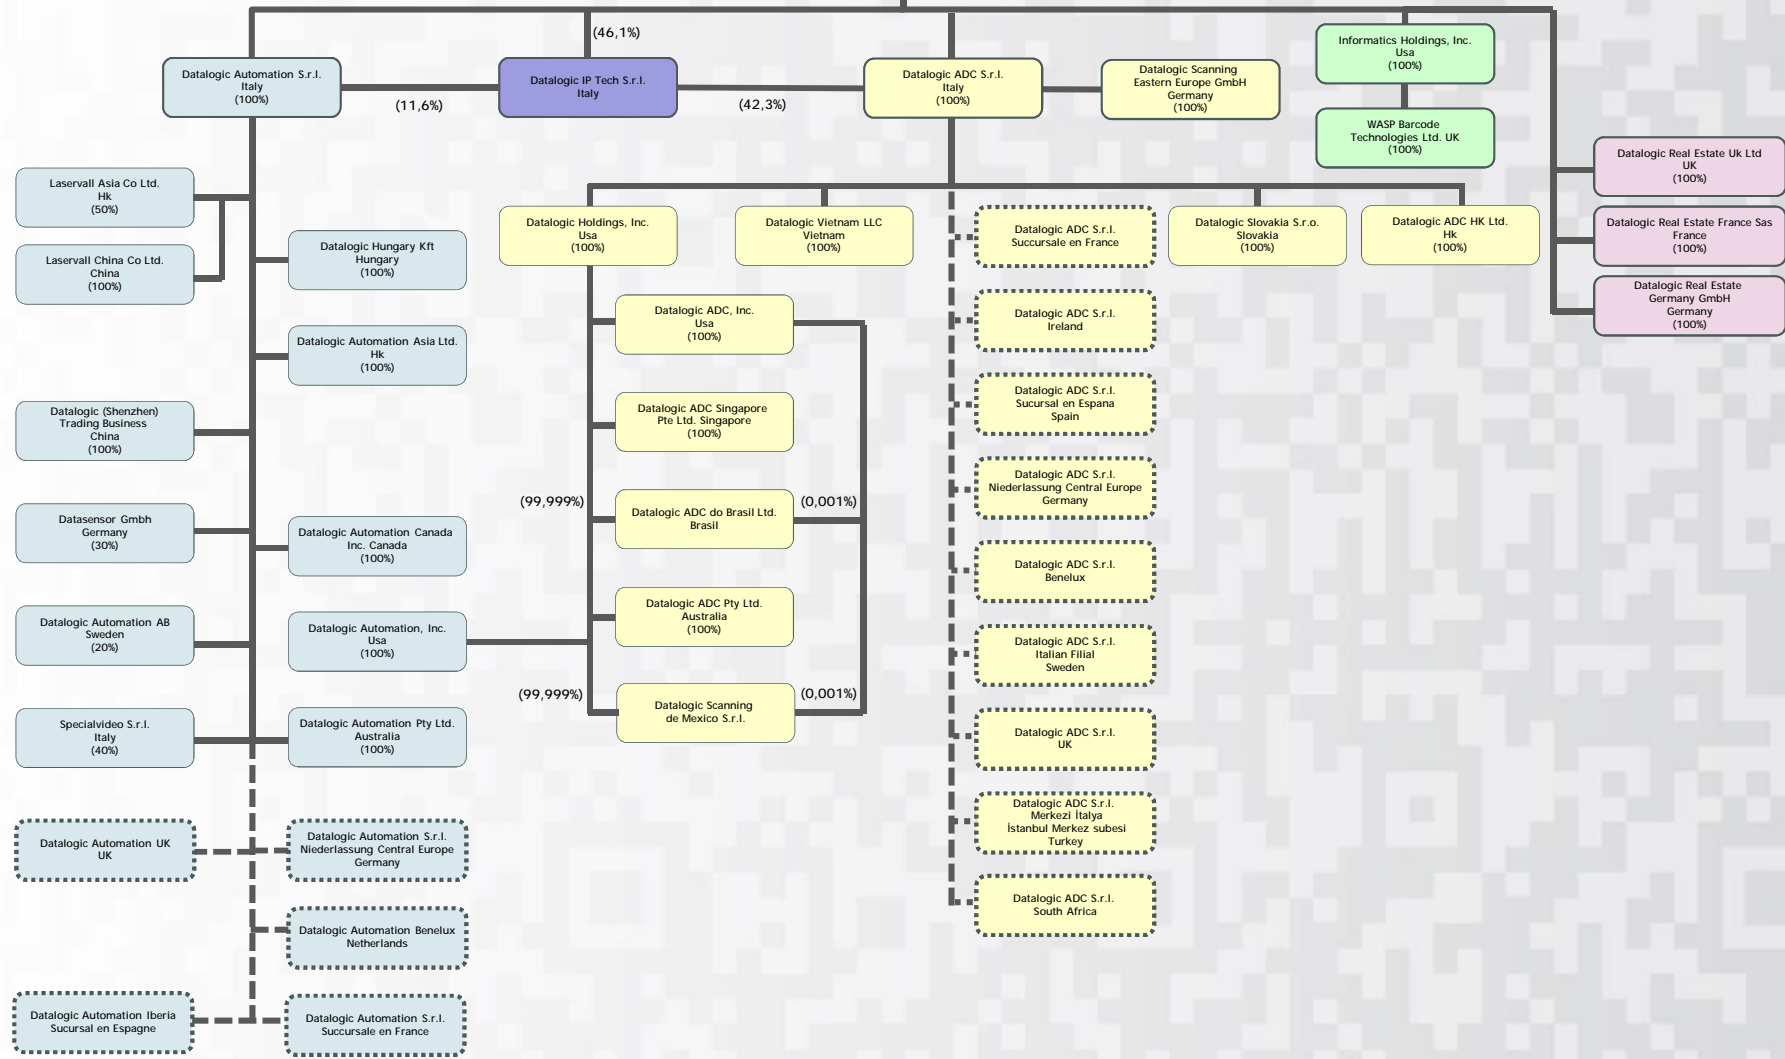 (46,1%)
Datalogic Automation S.r.l.
Italy
(100%)
(11,6%)
Datalogic IP Tech S.r.l.
Italy
(42,3%)
Datalogic ADC S.r.l.
Italy
(100%)
Datalogic Scanning
Eastern Europe GmbH
Germany
(100%)
Informatics Holdings, Inc.
Usa
(100%)
WASP Barcode
Technologies Ltd. UK
(100%)
Datalogic Real Estate Uk Ltd
UK
(100%)
Datalogic Real Estate France Sas
France
(100%)
Datalogic Real Estate
Germany GmbH
Germany
(100%)
Laservall Asia Co Ltd.
Hk
(50%)
Laservall China Co Ltd.
China
(100%)
Datalogic (Shenzhen)
Trading Business
China
(100%)
Datasensor Gmbh
Germany
(30%)
Datalogic Automation AB
Sweden
(20%)
Specialvideo S.r.l.
Italy
(40%)
Datalogic Automation UK
UK
Datalogic Automation Iberia
Sucursal en Espagne
Datalogic Hungary Kft
Hungary
(100%)
Datalogic Automation Asia Ltd.
Hk
(100%)
Datalogic Automation Canada
Inc. Canada
(100%)
Datalogic Automation, Inc.
Usa
(100%)
Datalogic Automation Pty Ltd.
Australia
(100%)
Datalogic Automation S.r.l.
Niederlassung Central Europe
Germany
Datalogic Automation Benelux
Netherlands
Datalogic Automation S.r.l.
Succursale en France
Datalogic Holdings, Inc.
Usa
(100%)
Datalogic Vietnam LLC
Vietnam
(100%)
Datalogic ADC, Inc.
Usa
(100%)
Datalogic ADC Singapore
Pte Ltd. Singapore
(100%)
(99,999%)
Datalogic ADC do Brasil Ltd.
Brasil
(0,001%)
Datalogic ADC Pty Ltd.
Australia
(100%)
(99,999%)
Datalogic Scanning
de Mexico S.r.l.
(0,001%)
Datalogic ADC S.r.l.
Succursale en France
Datalogic ADC S.r.l.
Ireland
Datalogic ADC S.r.l.
Sucursal en Espana
Spain
Datalogic ADC S.r.l.
Niederlassung Central Europe
Germany
Datalogic ADC S.r.l.
Benelux
Datalogic ADC S.r.l.
Italian Filial
Sweden
Datalogic ADC S.r.l.
UK
Datalogic ADC S.r.l.
Merkezi İtalya
İstanbul Merkez subesi
Turkey
Datalogic ADC S.r.l.
South Africa
Datalogic Slovakia S.r.o.
Slovakia
(100%)
Datalogic ADC HK Ltd.
Hk
(100%)